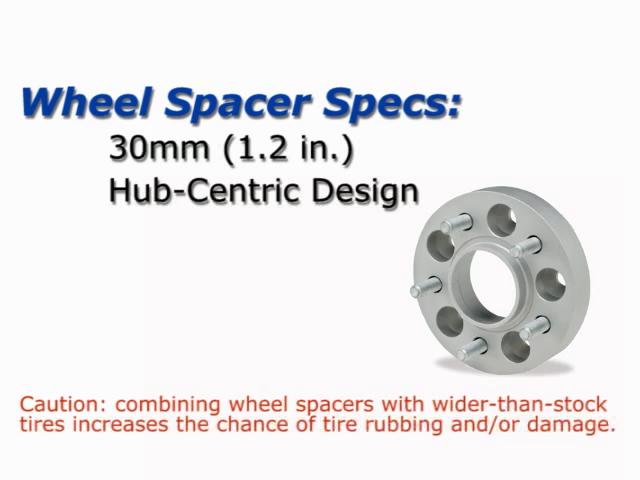 Wheel Spacer Specs:
30mm (1.2 in.)
Hub-Centric Design
Caution: combining wheel spacers with wider-than-stock
tires increases the chance of tire rubbing and/or damage.